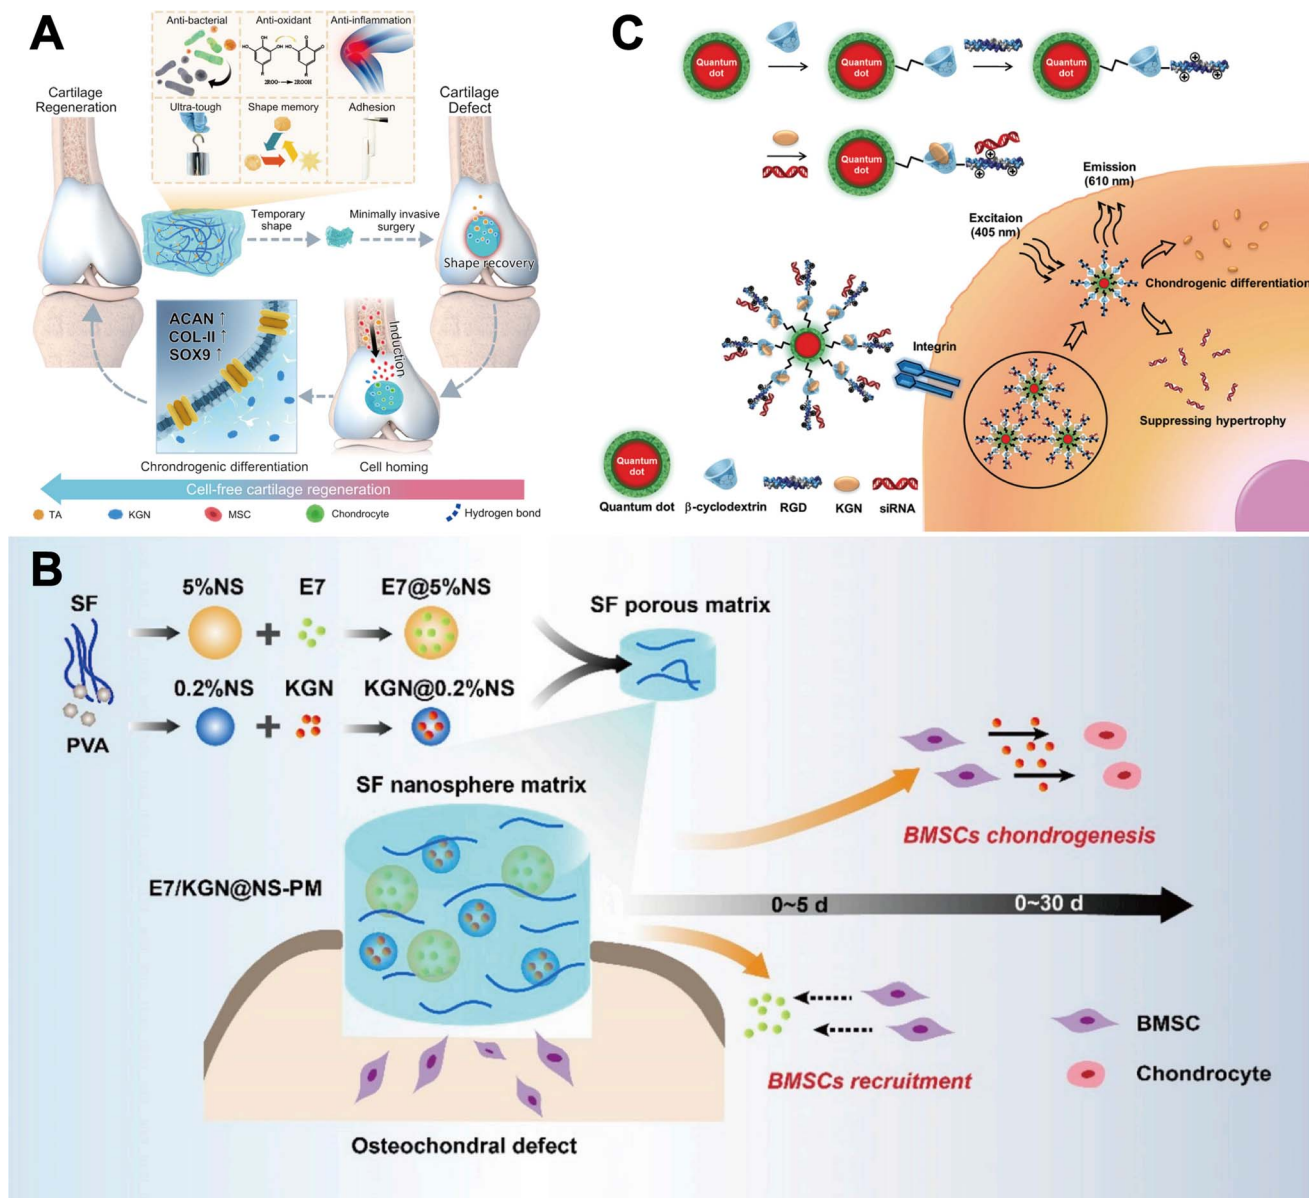 A
Anti-bacterial
Anti-oxidant
Anti-inflammation
2ROO→2ROOH
Ultra-tough
Shape memory
Adhesion
Cartilage
Regeneration
Cartilage
Defect
Temporary
shape
Minimally invasive
surgery
Shape recovery
ACAN ↑
COL-II ↑
SOX9 ↑
Induction
Chrondrogenic differentiation
Cell homing
Cell-free cartilage regeneration
TA
KGN
MSC
Chondrocyte
Hydrogen bond
C
Quantum
dot
Quantum
dot
Quantum
dot
Quantum
dot
Emission
(610 nm)
Excitaion
(405 nm)
Chondrogenic differentiation
Integrin
Suppressing hypertrophy
Quantum
dot
Quantum dot
β-cyclodextrin
RGD
KGN
siRNA
B
SF
5%NS
E7
E7@5%NS
SF porous matrix
PVA
0.2%NS
KGN
KGN@0.2%NS
SF nanosphere matrix
BMSCs chondrogenesis
E7/KGN@NS-PM
0~5 d
0~30 d
BMSCs recruitment
BMSC
Chondrocyte
Osteochondral defect